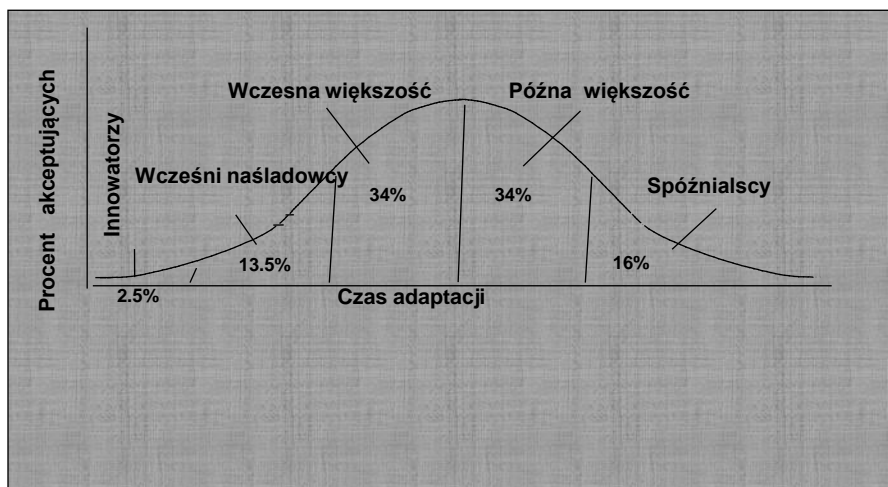 Procent akceptujących
Innowatorzy
Wczesna większość
Późna większość
Wcześni naśladowcy
34%
34%
Spóźnialscy
13.5%
16%
2.5%
Czas adaptacji